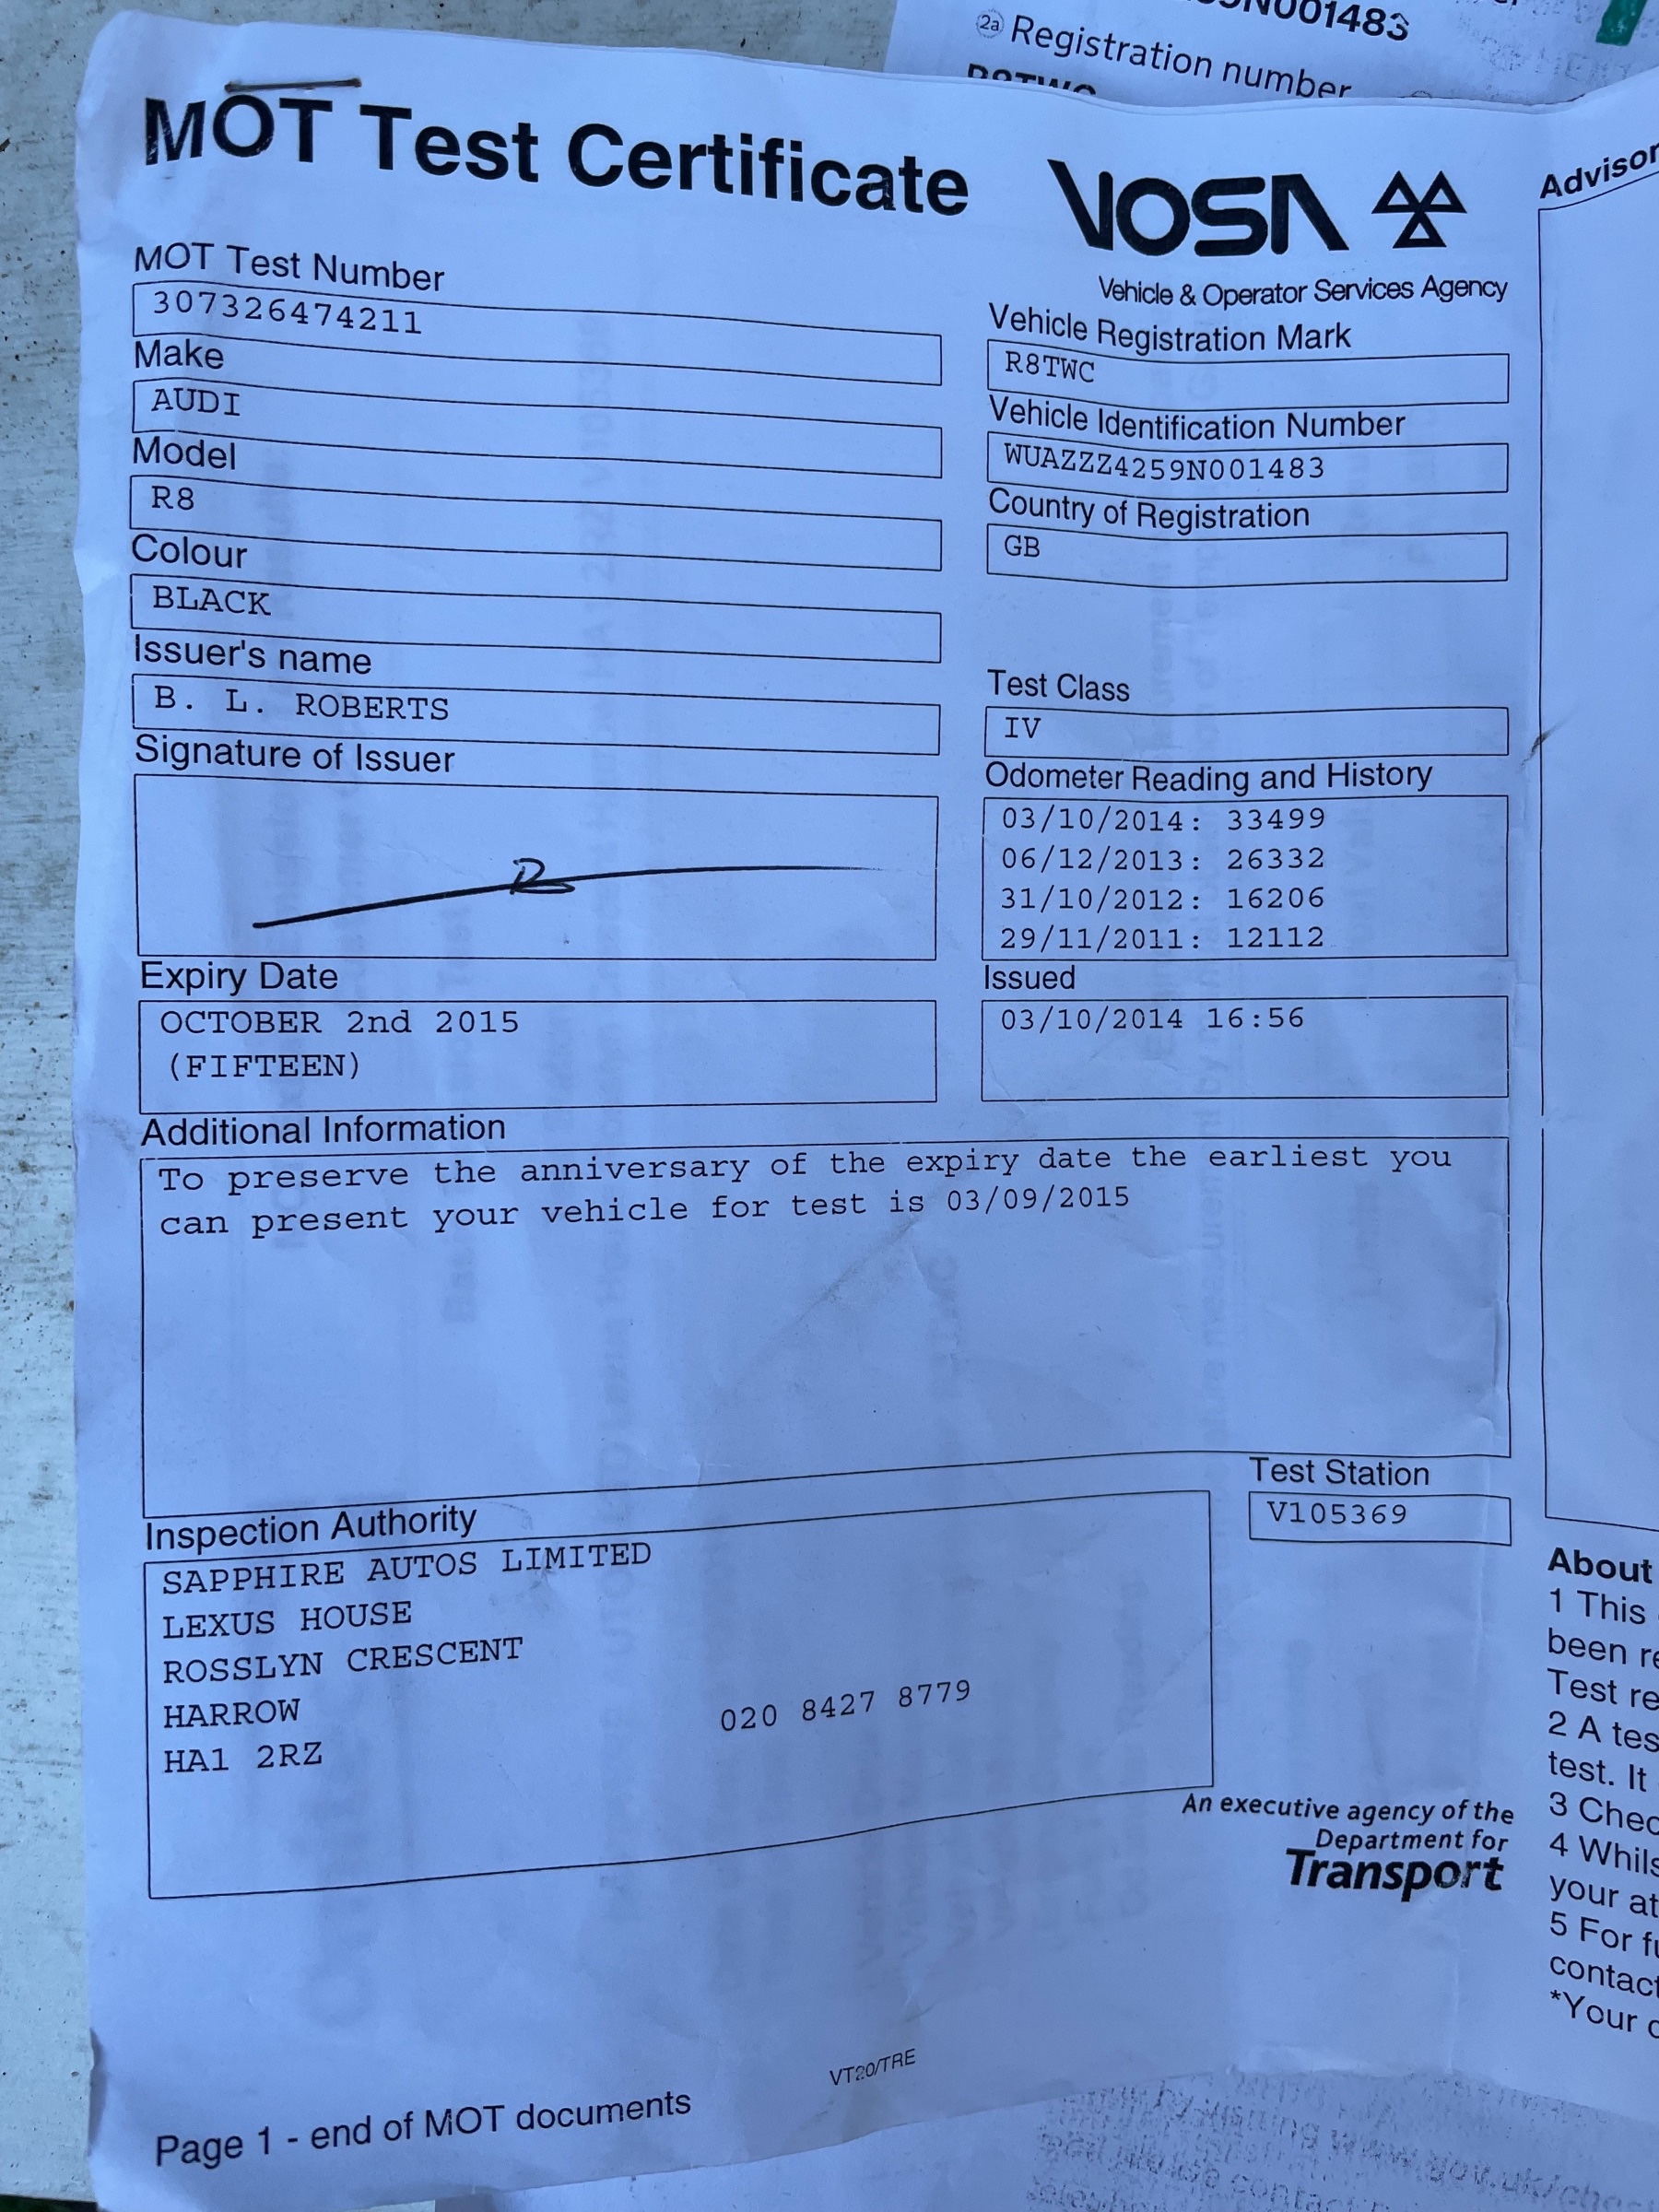 9N001483
2a Registration number
R8TWC
MOT Test Certificate
VOSA
Vehicle & Operator Services Agency
Advisor
MOT Test Number
307326474211
Vehicle Registration Mark
R8TWC
Make
AUDI
Vehicle Identification Number
WUAZZZ4259N001483
Model
R8
Country of Registration
GB
Colour
BLACK
Issuer's name
B. L. ROBERTS
Test Class
IV
Signature of Issuer
Odometer Reading and History
03/10/2014: 33499
06/12/2013: 26332
31/10/2012: 16206
29/11/2011: 12112
Expiry Date
OCTOBER 2nd 2015
(FIFTEEN)
Issued
03/10/2014 16:56
Additional Information
To preserve the anniversary of the expiry date the earliest you
can present your vehicle for test is 03/09/2015
Test Station
V105369
Inspection Authority
SAPPHIRE AUTOS LIMITED
LEXUS HOUSE
ROSSLYN CRESCENT
HARROW
020 8427 8779
HA1 2RZ
An executive agency of the
Department for
Transport
VT20/TRE
Page 1 - end of MOT documents
About
1 This
been re
Test re
2 A tes
test. It
3 Chec
4 Whils
your at
5 For fu
contact
*Your